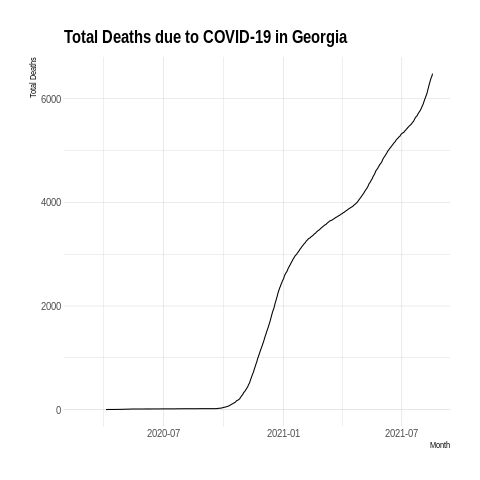 Total Deaths due to COVID-19 in Georgia
Total Deaths
6000
4000
2000
0
2020-07 2021-01 2021-07
Month